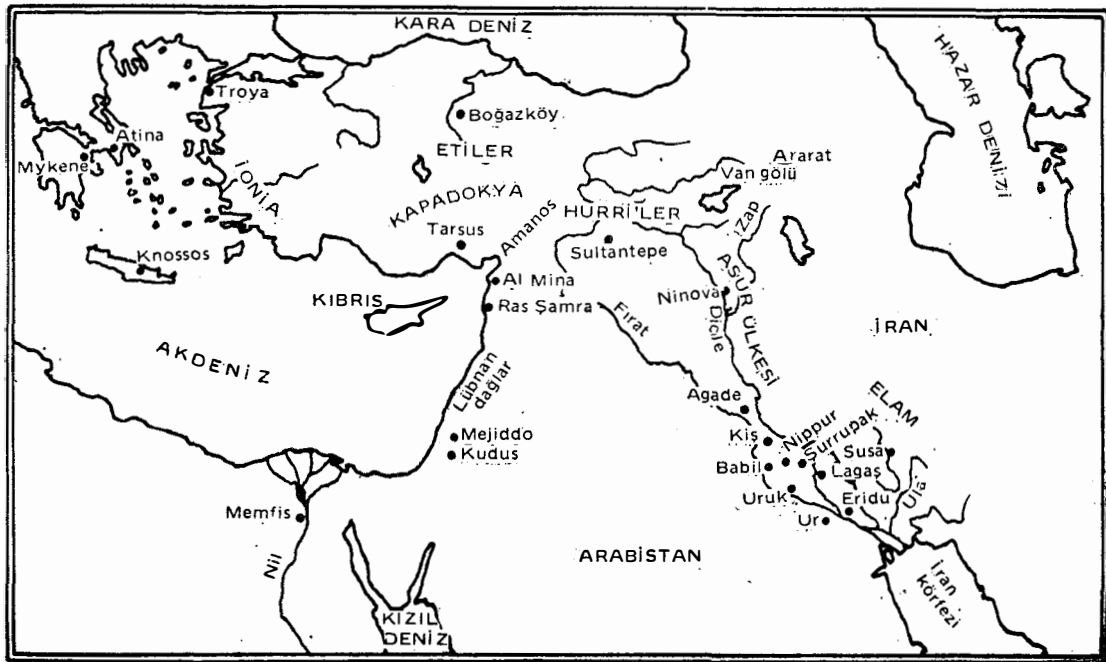 KARA DENİZ
HAZAR DENİZİ
Troya
Boğazköy
Atina
Mykene
ETİLER
İONİA
Ararat
Van gölü
KAPADOKYA
HURRİ'LER
Zap
Tarsus
Amanos
Sultantepe
Knossos
Al Mina
ASUR ÜLKESİ
Ninova
KIBRIS
Ras Şamra
Fırat
Dicle
İRAN
AKDENİZ
Lübnan
dağlar
Agade
ELAM
Mejiddo
Kiş
Nippur
Surrupak
Kudus
Babil
Susa
Lagaş
Uruk
Eridu
Ula
Memfis
Ur
Nil
ARABİSTAN
İran
körfezi
KIZIL
DENİZ